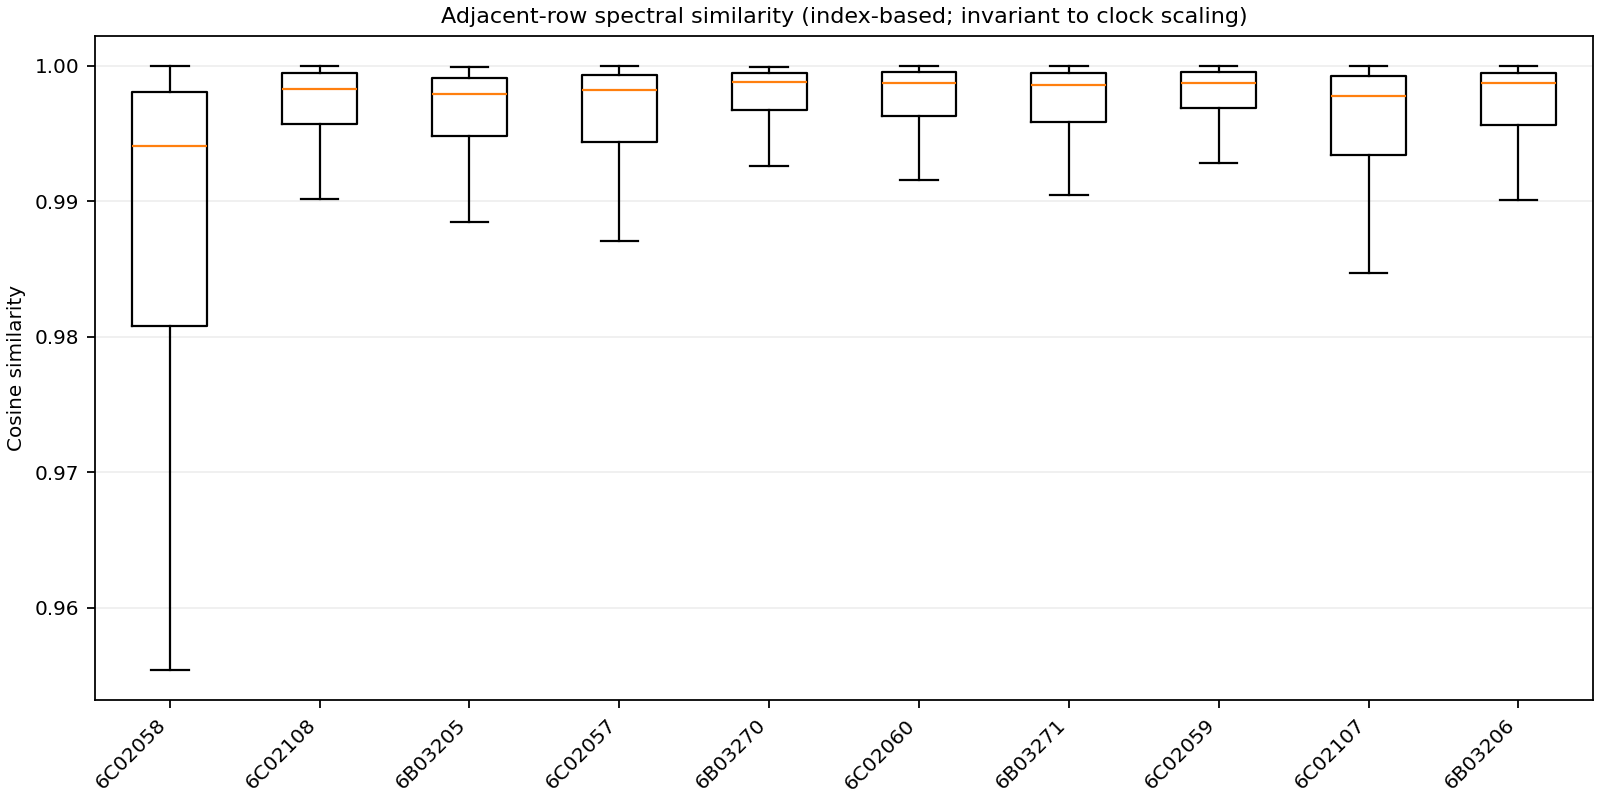 Adjacent-row spectral similarity (index-based; invariant to clock scaling)
Cosine similarity
1.00
0.99
0.98
0.97
0.96
6C02058
6C02108
6B03205
6C02057
6B03270
6C02060
6B03271
6C02059
6C02107
6B03206